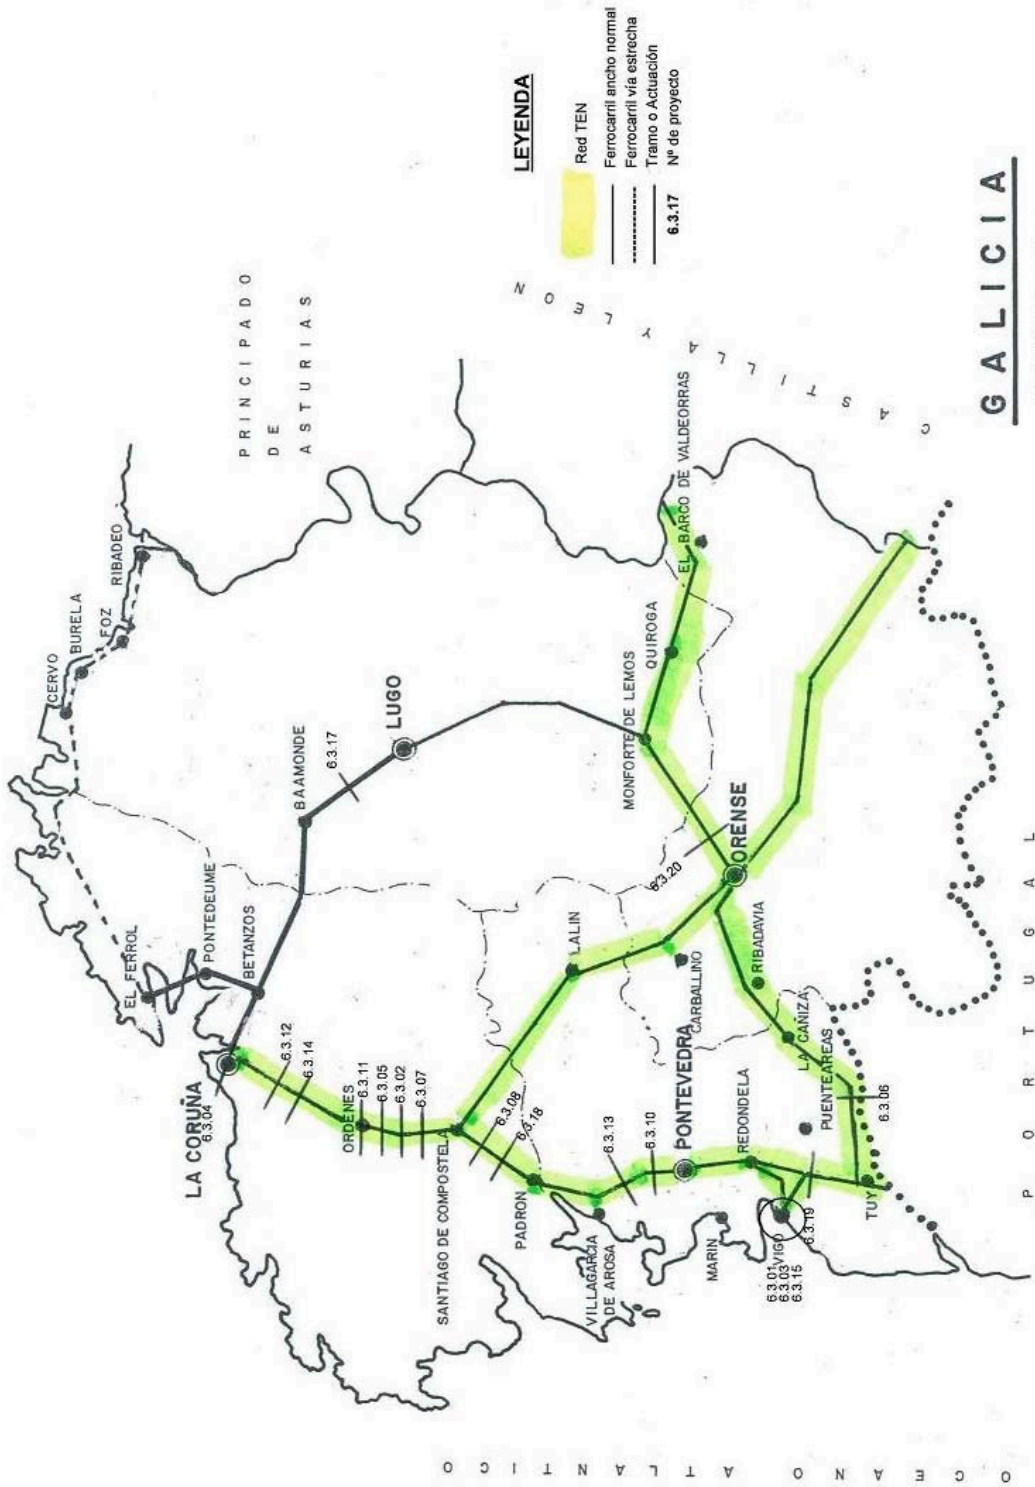 LEYENDA
Red TEN
Ferrocarril ancho normal
Ferrocarril vía estrecha
Tramo o Actuación
6.3.17 Nº de proyecto
GALICIA
PRINCIPADO
DE
ASTURIAS
CASTILLA Y LEON
PORTUGAL
OCEANO ATLANTICO
CERVO
BURELA
FOZ
RIBADEO
EL FERROL
PONTEDEUME
BETANZOS
BAAMONDE
6.3.17
LUGO
LA CORUÑA
6.3.04
6.3.12
6.3.14
ORDENES
6.3.11
6.3.05
6.3.02
6.3.07
SANTIAGO DE COMPOSTELA
6.3.08
6.3.18
PADRON
VILLAGARCIA
DE AROSA
6.3.13
6.3.10
PONTEVEDRA
MARIN
REDONDELA
VIGO
6.3.01
6.3.03
6.3.15
6.3.19
TUY
6.3.06
PUENTEAREAS
LA CAÑIZA
RIBADAVIA
CARBALLINO
LALIN
ORENSE
6.3.20
MONFORTE DE LEMOS
QUIROGA
EL BARCO DE VALDEORRAS